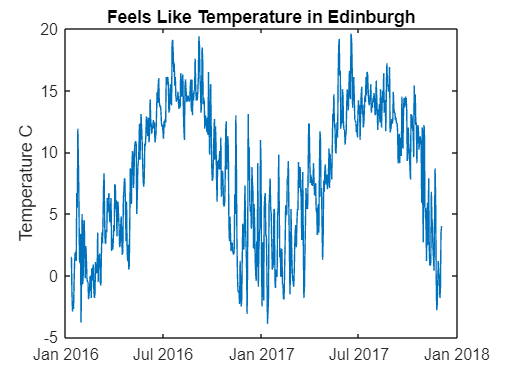 Feels Like Temperature in Edinburgh
Temperature C
20
15
10
5
0
-5
Jan 2016
Jul 2016
Jan 2017
Jul 2017
Jan 2018